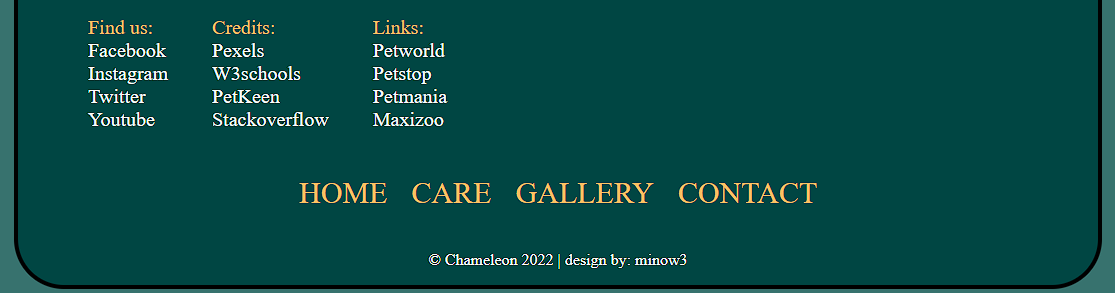 Find us:
Facebook
Instagram
Twitter
Youtube
Credits:
Pexels
W3schools
PetKeen
Stackoverflow
Links:
Petworld
Petstop
Petmania
Maxizoo
HOME CARE GALLERY CONTACT
© Chameleon 2022 | design by: minow3